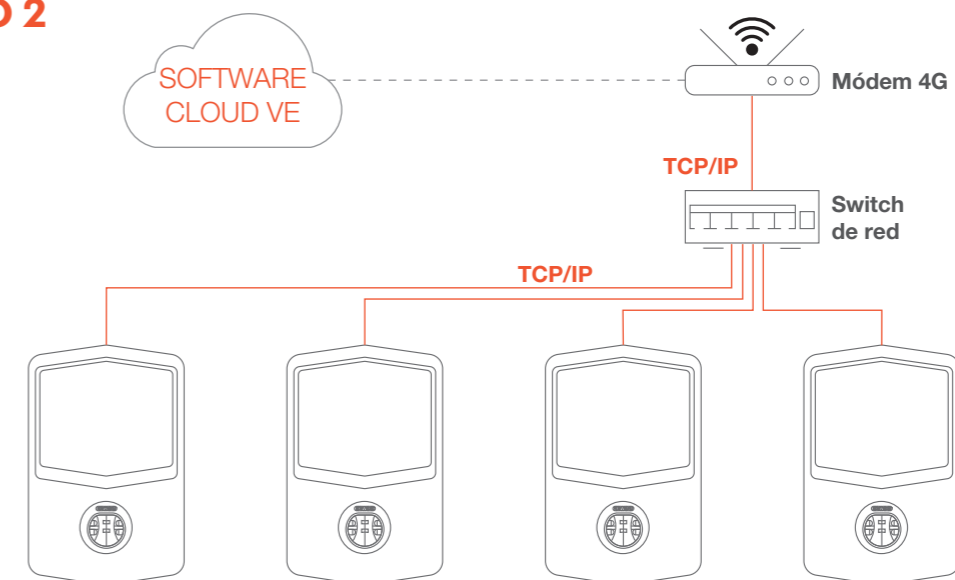 O 2
SOFTWARE
CLOUD VE
Módem 4G
TCP/IP
Switch
de red
TCP/IP